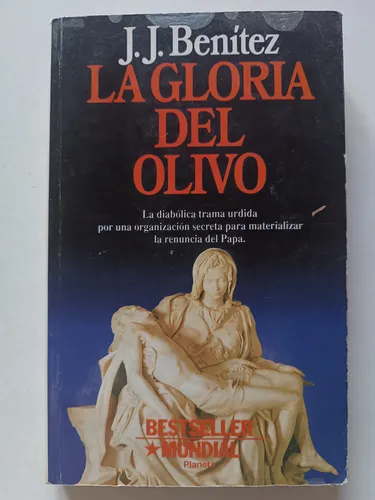 J.J. Benítez
LA GLORIA
DEL
OLIVO
La diabólica trama urdida
por una organización secreta para materializar
la renuncia del Papa.
BESTSELLER
★MUNDIAL
Planeta